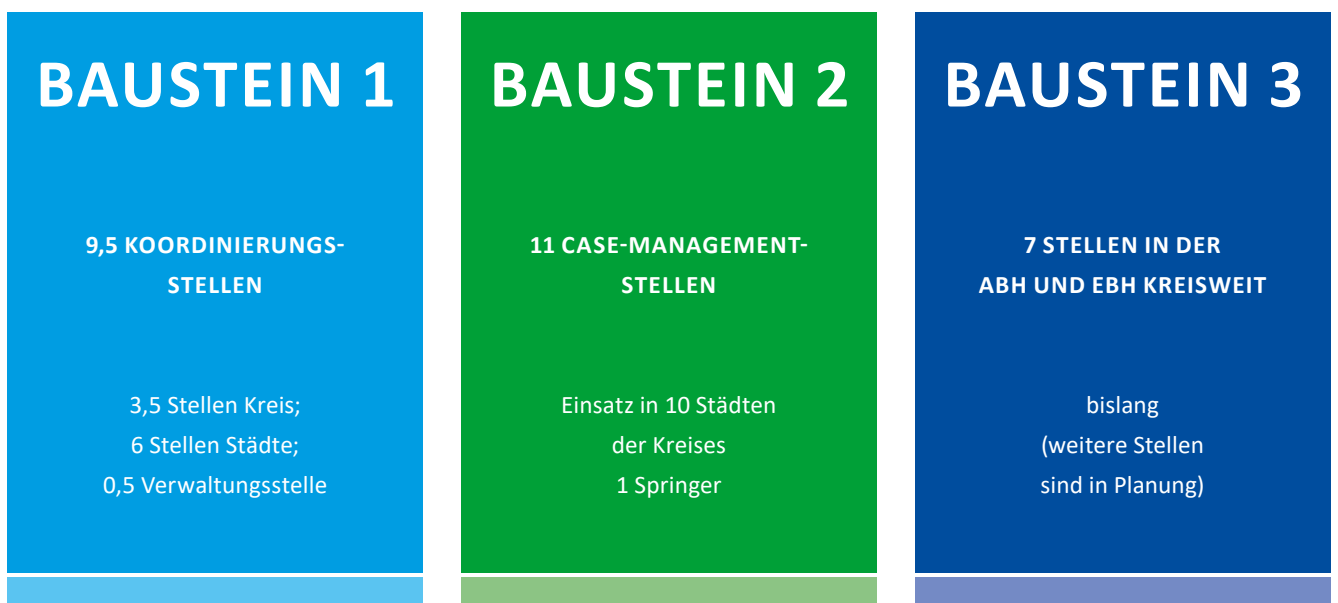 BAUSTEIN 1
9,5 KOORDINIERUNGS-
STELLEN
3,5 Stellen Kreis;
6 Stellen Städte;
0,5 Verwaltungsstelle
BAUSTEIN 2
11 CASE-MANAGEMENT-
STELLEN
Einsatz in 10 Städten
der Kreises
1 Springer
BAUSTEIN 3
7 STELLEN IN DER
ABH UND EBH KREISWEIT
bislang
(weitere Stellen
sind in Planung)